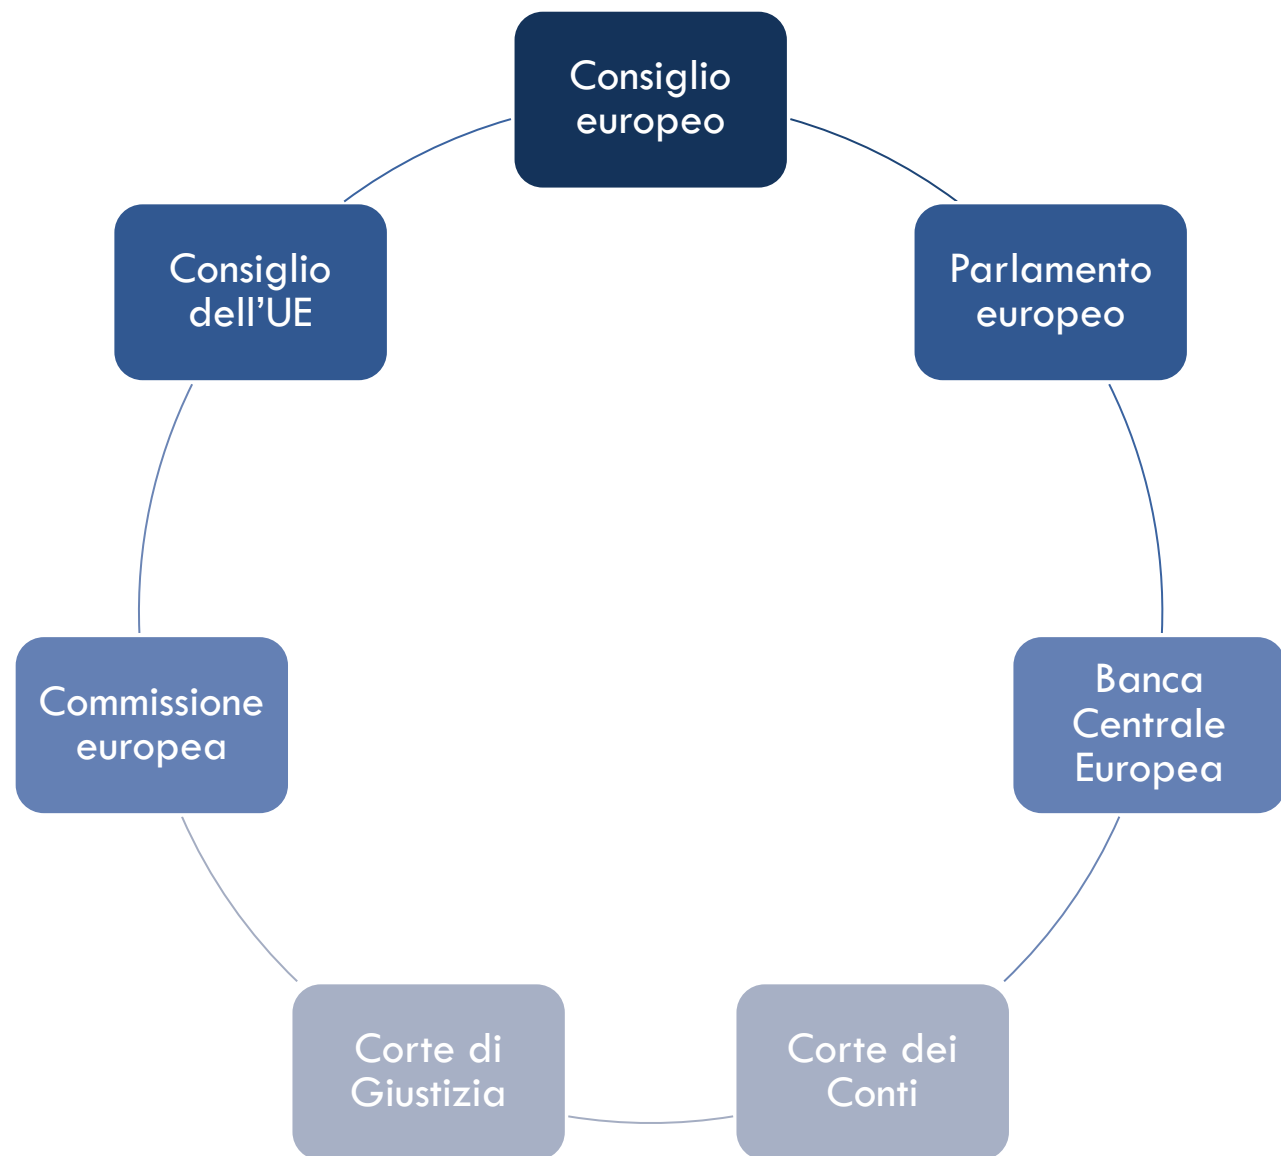 Consiglio
europeo
Consiglio
dell’UE
Parlamento
europeo
Commissione
europea
Banca
Centrale
Europea
Corte di
Giustizia
Corte dei
Conti